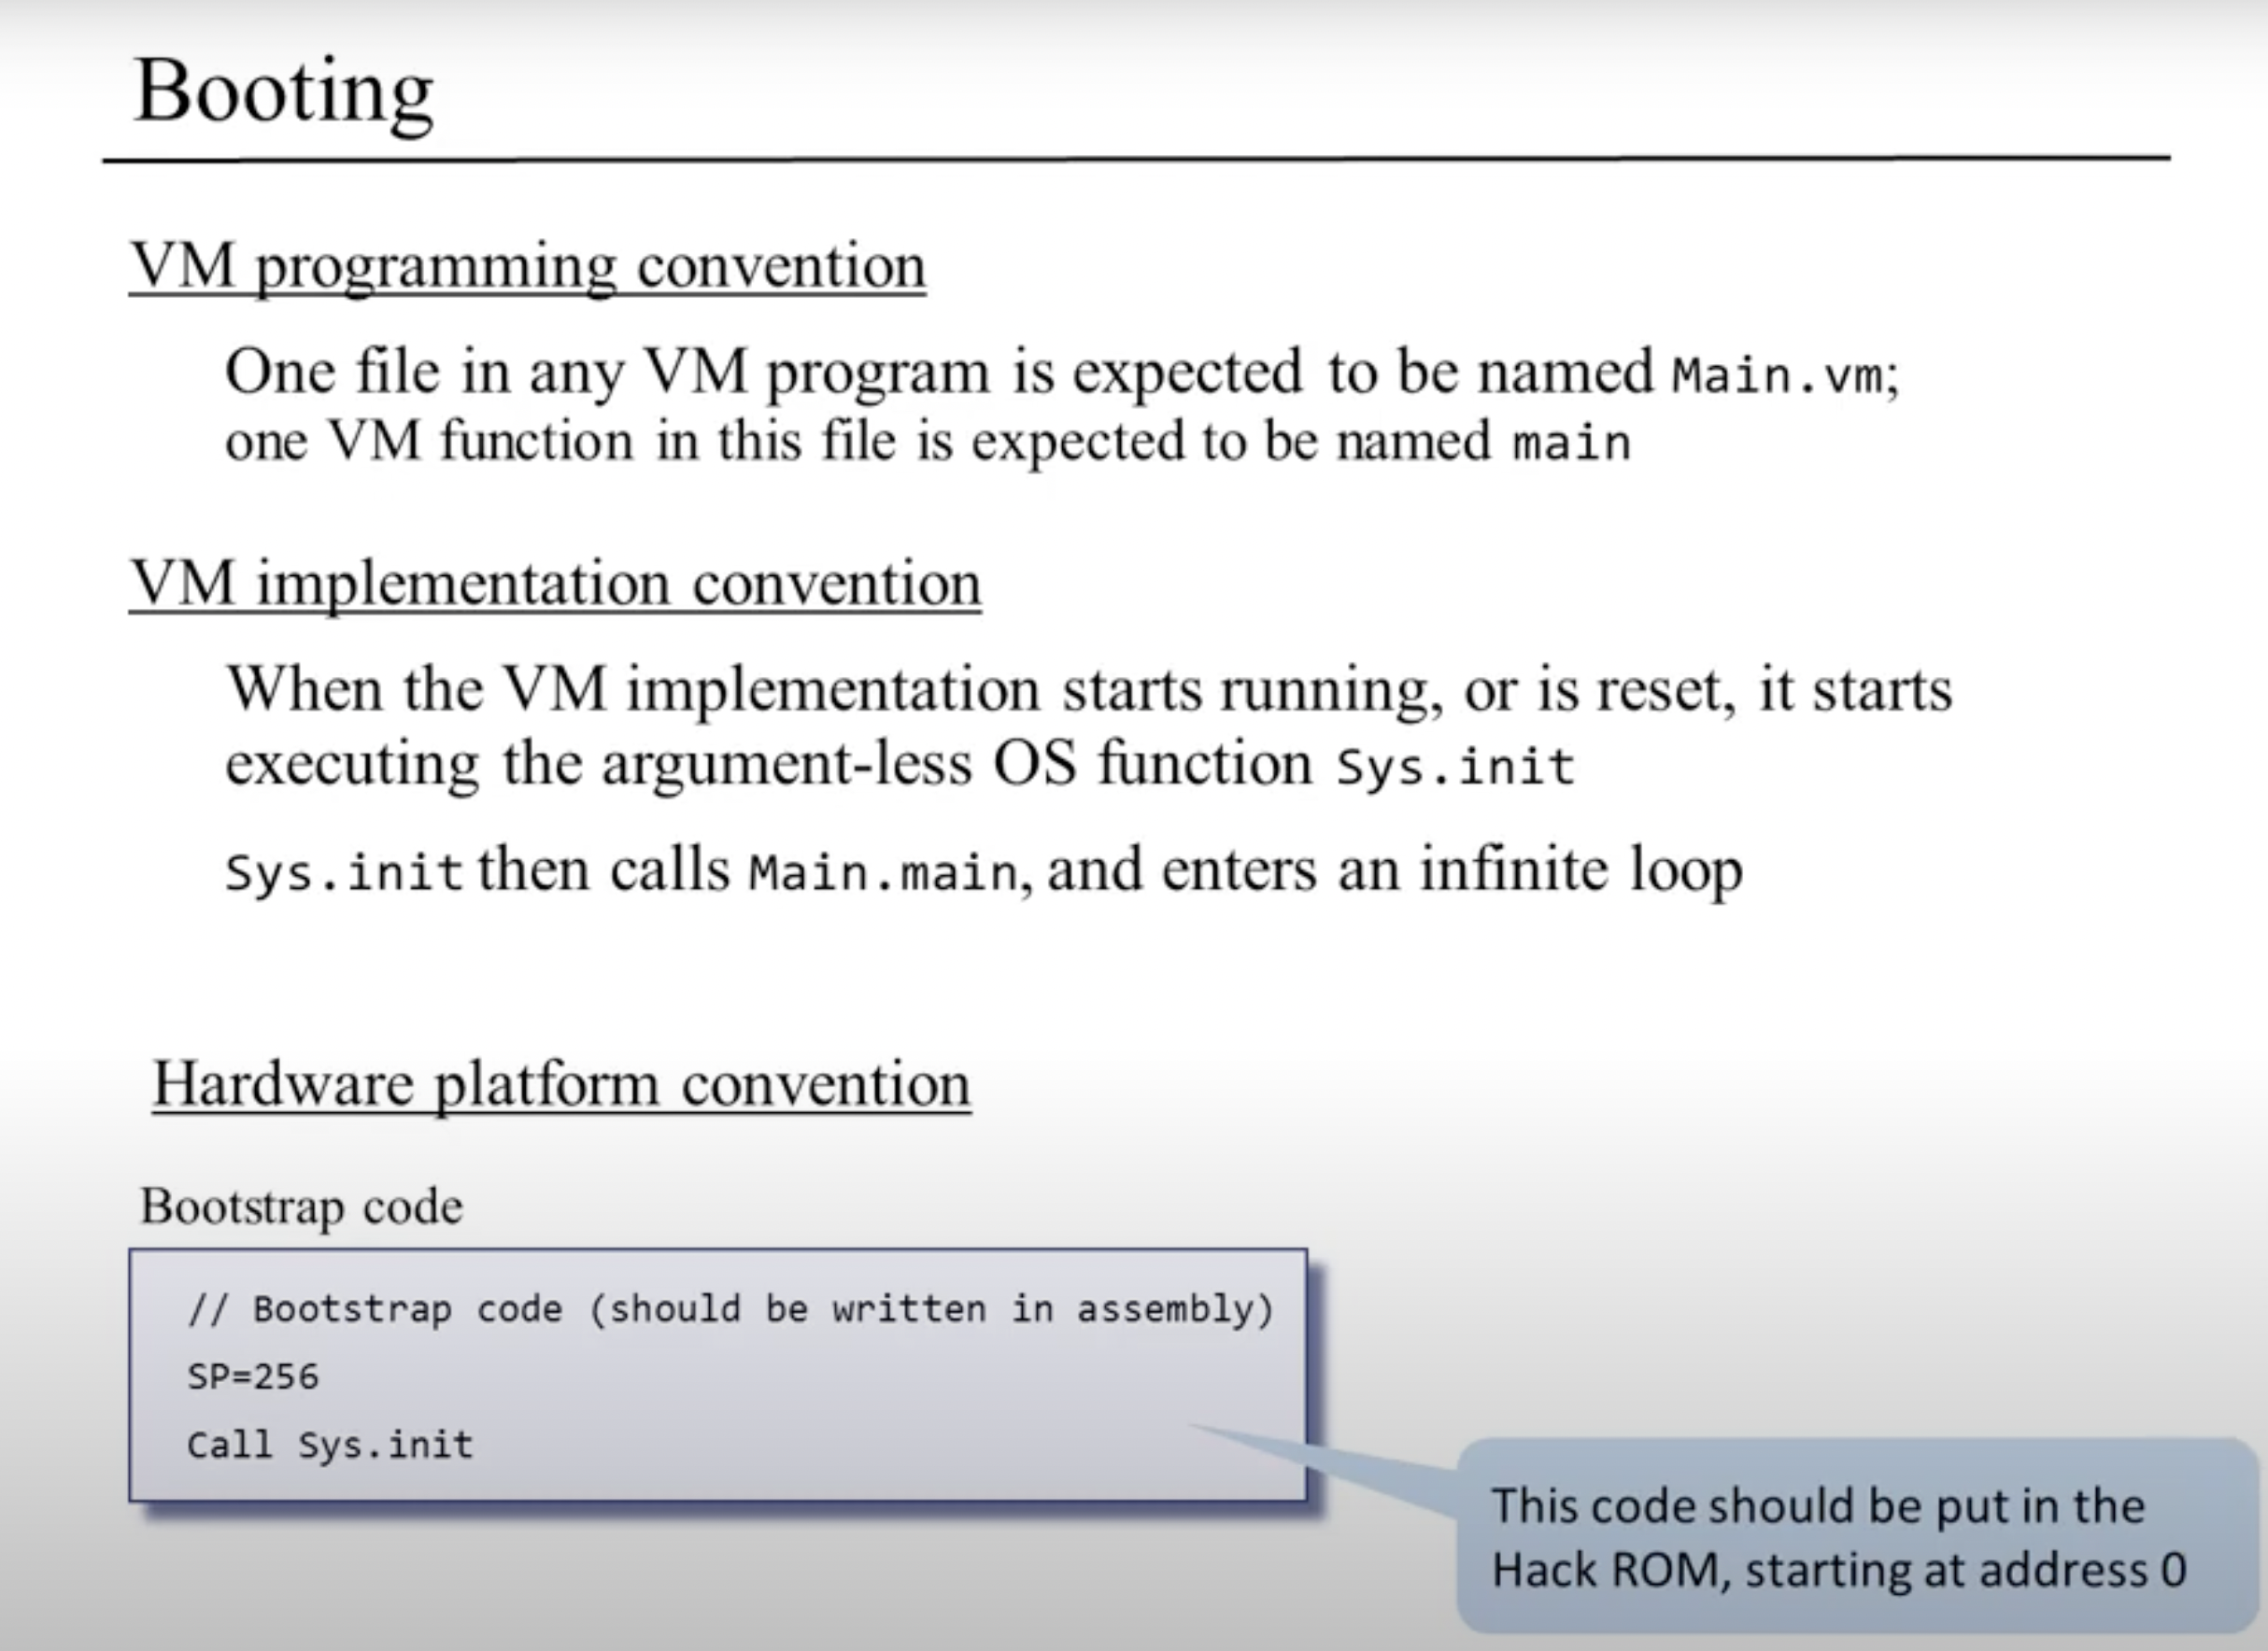 Booting
VM programming convention
One file in any VM program is expected to be named Main.vm;
one VM function in this file is expected to be named main
VM implementation convention
When the VM implementation starts running, or is reset, it starts
executing the argument-less OS function Sys.init
Sys.init then calls Main.main, and enters an infinite loop
Hardware platform convention
Bootstrap code
// Bootstrap code (should be written in assembly)
SP=256
Call Sys.init
This code should be put in the
Hack ROM, starting at address 0